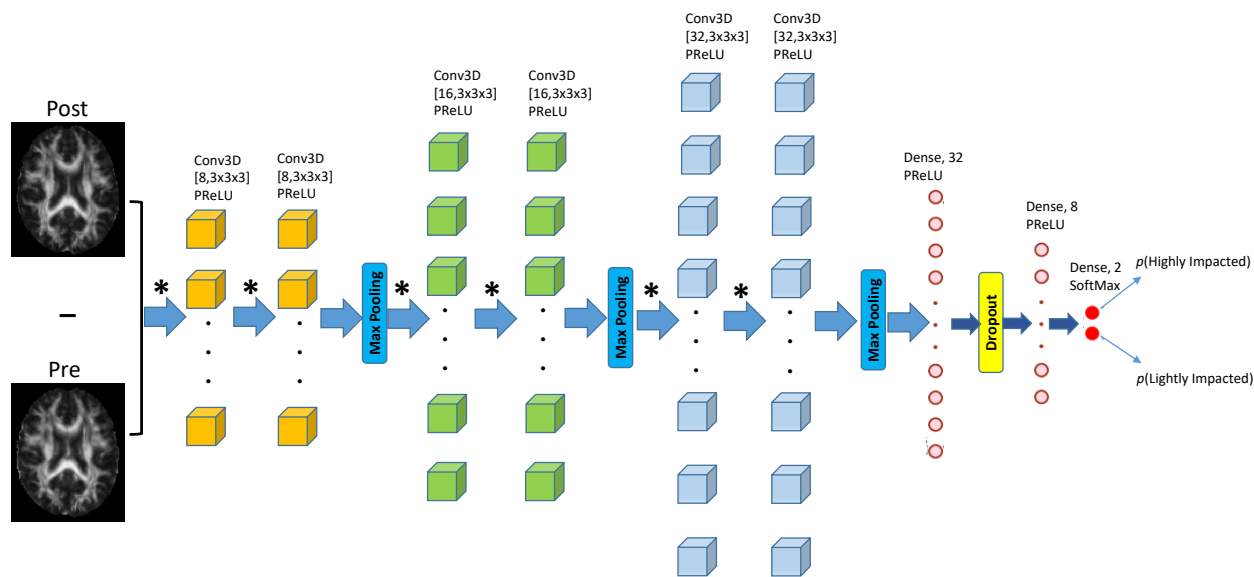 Post
–
Pre
*
Conv3D
[8,3x3x3]
PReLU
*
Conv3D
[8,3x3x3]
PReLU
Max Pooling
*
Conv3D
[16,3x3x3]
PReLU
*
Conv3D
[16,3x3x3]
PReLU
Max Pooling
*
Conv3D
[32,3x3x3]
PReLU
*
Conv3D
[32,3x3x3]
PReLU
Max Pooling
Dense, 32
PReLU
Dropout
Dense, 8
PReLU
Dense, 2
SoftMax
p(Highly Impacted)
p(Lightly Impacted)